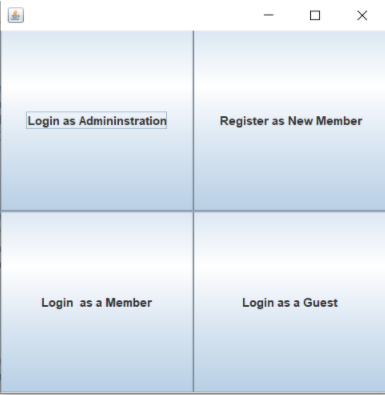 Login as Admininstration
Register as New Member
Login  as a Member
Login as a Guest